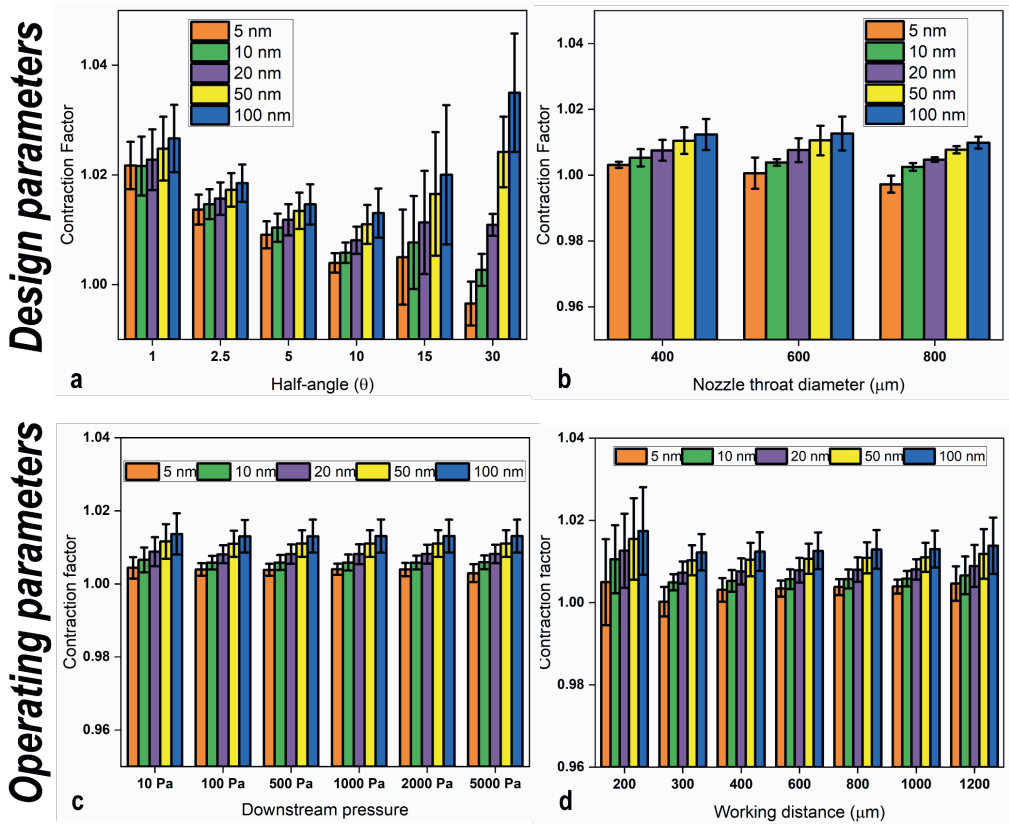 Design parameters
1.04
1.02
1.00
Contraction Factor
5 nm
10 nm
20 nm
50 nm
100 nm
1 2.5 5 10 15 30
a
Half-angle (θ)
1.04
1.02
1.00
0.98
0.96
Contraction Factor
5 nm
10 nm
20 nm
50 nm
100 nm
400 600 800
b
Nozzle throat diameter (μm)
Operating parameters
1.04
1.02
1.00
0.98
0.96
Contraction factor
5 nm 10 nm 20 nm 50 nm 100 nm
10 Pa 100 Pa 500 Pa 1000 Pa 2000 Pa 5000 Pa
c
Downstream pressure
1.04
1.02
1.00
0.98
0.96
Contraction factor
5 nm 10 nm 20 nm 50 nm 100 nm
200 300 400 600 800 1000 1200
d
Working distance (μm)